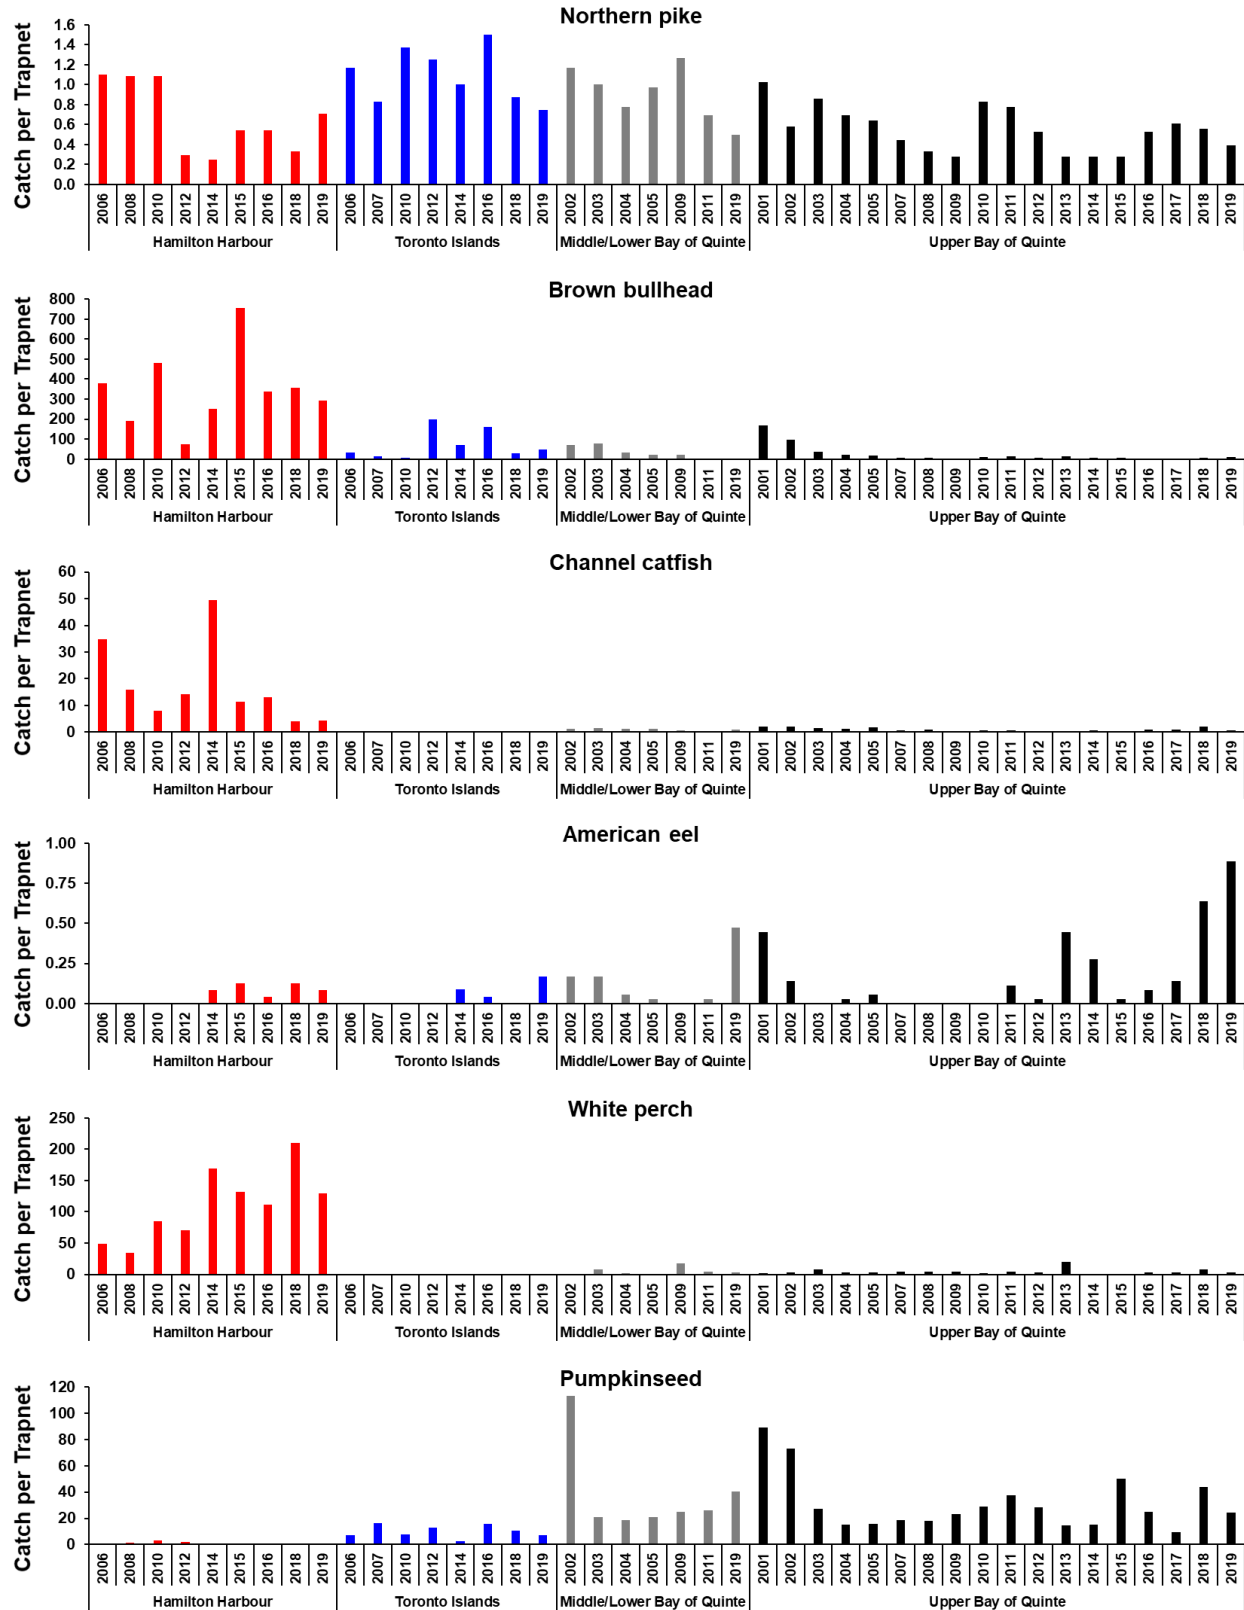 Northern pike
Catch per Trapnet
1.6
1.4
1.2
1.0
0.8
0.6
0.4
0.2
0.0
2006 2008 2010 2012 2014 2015 2016 2018 2019 2006 2007 2010 2012 2014 2016 2018 2019 2002 2003 2004 2005 2009 2011 2019 2001 2002 2003 2004 2005 2007 2008 2009 2010 2011 2012 2013 2014 2015 2016 2017 2018 2019
Hamilton Harbour Toronto Islands Middle/Lower Bay of Quinte Upper Bay of Quinte
Brown bullhead
Catch per Trapnet
800
700
600
500
400
300
200
100
0
2006 2008 2010 2012 2014 2015 2016 2018 2019 2006 2007 2010 2012 2014 2016 2018 2019 2002 2003 2004 2005 2009 2011 2019 2001 2002 2003 2004 2005 2007 2008 2009 2010 2011 2012 2013 2014 2015 2016 2017 2018 2019
Hamilton Harbour Toronto Islands Middle/Lower Bay of Quinte Upper Bay of Quinte
Channel catfish
Catch per Trapnet
60
50
40
30
20
10
0
2006 2008 2010 2012 2014 2015 2016 2018 2019 2006 2007 2010 2012 2014 2016 2018 2019 2002 2003 2004 2005 2009 2011 2019 2001 2002 2003 2004 2005 2007 2008 2009 2010 2011 2012 2013 2014 2015 2016 2017 2018 2019
Hamilton Harbour Toronto Islands Middle/Lower Bay of Quinte Upper Bay of Quinte
American eel
Catch per Trapnet
1.00
0.75
0.50
0.25
0.00
2006 2008 2010 2012 2014 2015 2016 2018 2019 2006 2007 2010 2012 2014 2016 2018 2019 2002 2003 2004 2005 2009 2011 2019 2001 2002 2003 2004 2005 2007 2008 2009 2010 2011 2012 2013 2014 2015 2016 2017 2018 2019
Hamilton Harbour Toronto Islands Middle/Lower Bay of Quinte Upper Bay of Quinte
White perch
Catch per Trapnet
250
200
150
100
50
0
2006 2008 2010 2012 2014 2015 2016 2018 2019 2006 2007 2010 2012 2014 2016 2018 2019 2002 2003 2004 2005 2009 2011 2019 2001 2002 2003 2004 2005 2007 2008 2009 2010 2011 2012 2013 2014 2015 2016 2017 2018 2019
Hamilton Harbour Toronto Islands Middle/Lower Bay of Quinte Upper Bay of Quinte
Pumpkinseed
Catch per Trapnet
120
100
80
60
40
20
0
2006 2008 2010 2012 2014 2015 2016 2018 2019 2006 2007 2010 2012 2014 2016 2018 2019 2002 2003 2004 2005 2009 2011 2019 2001 2002 2003 2004 2005 2007 2008 2009 2010 2011 2012 2013 2014 2015 2016 2017 2018 2019
Hamilton Harbour Toronto Islands Middle/Lower Bay of Quinte Upper Bay of Quinte